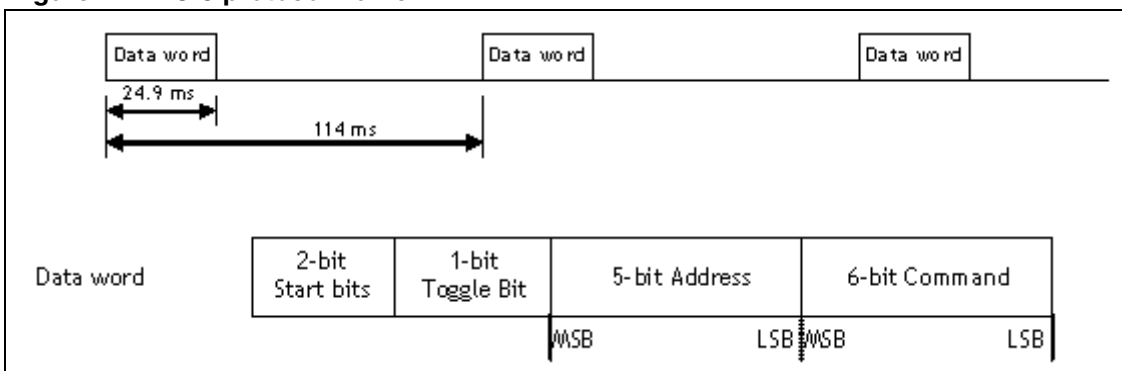 Data word Data word Data word
24.9 ms
114 ms
Data word
2-bit Start bits
1-bit Toggle Bit
5-bit Address
6-bit Command
MSB LSB MSB LSB